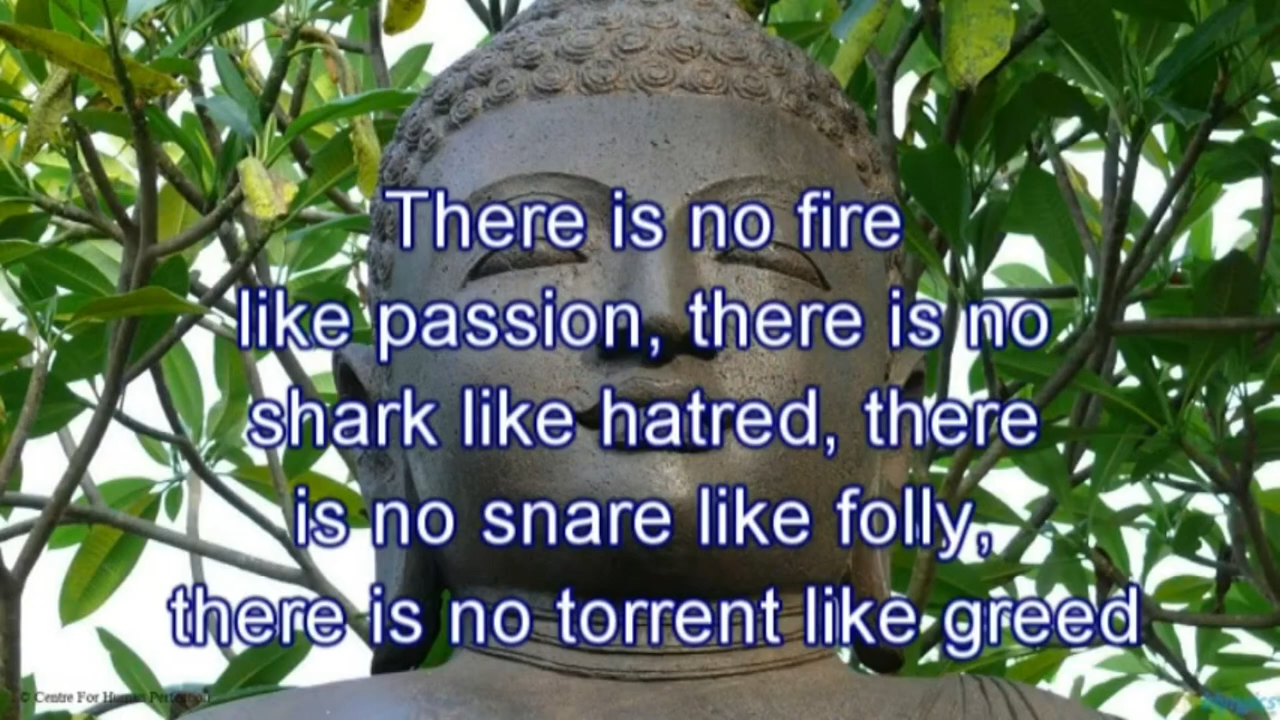 There is no fire
like passion, there is no
shark like hatred, there
is no snare like folly,
there is no torrent like greed
© Centre For Human Perfection